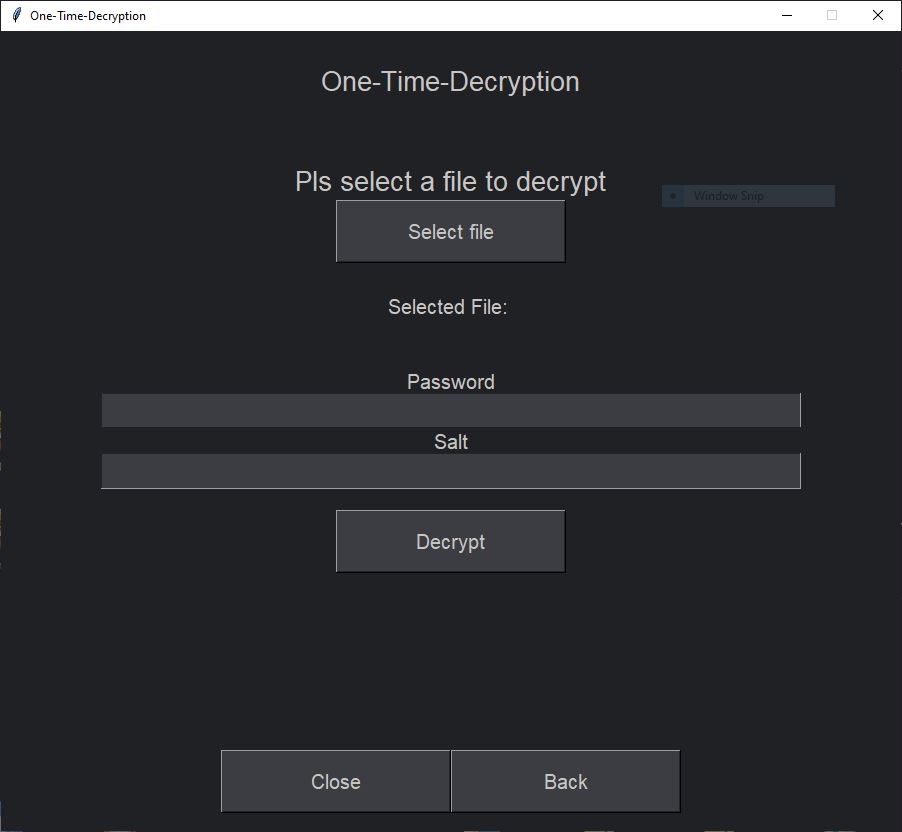 One-Time-Decryption
One-Time-Decryption
Pls select a file to decrypt
Window Snip
Select file
Selected File:
Password
Salt
Decrypt
Close Back